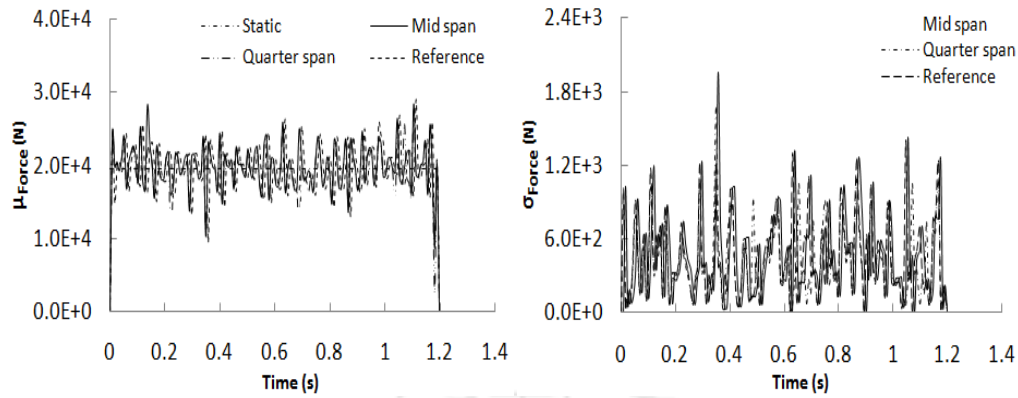 4.0E+4
3.0E+4
2.0E+4
1.0E+4
0.0E+0
μForce (N)
Static
Mid span
Quarter span
Reference
0 0.2 0.4 0.6 0.8 1 1.2 1.4
Time (s)
2.4E+3
1.8E+3
1.2E+3
6.0E+2
0.0E+0
σForce (N)
Mid span
Quarter span
Reference
0 0.2 0.4 0.6 0.8 1 1.2 1.4
Time (s)